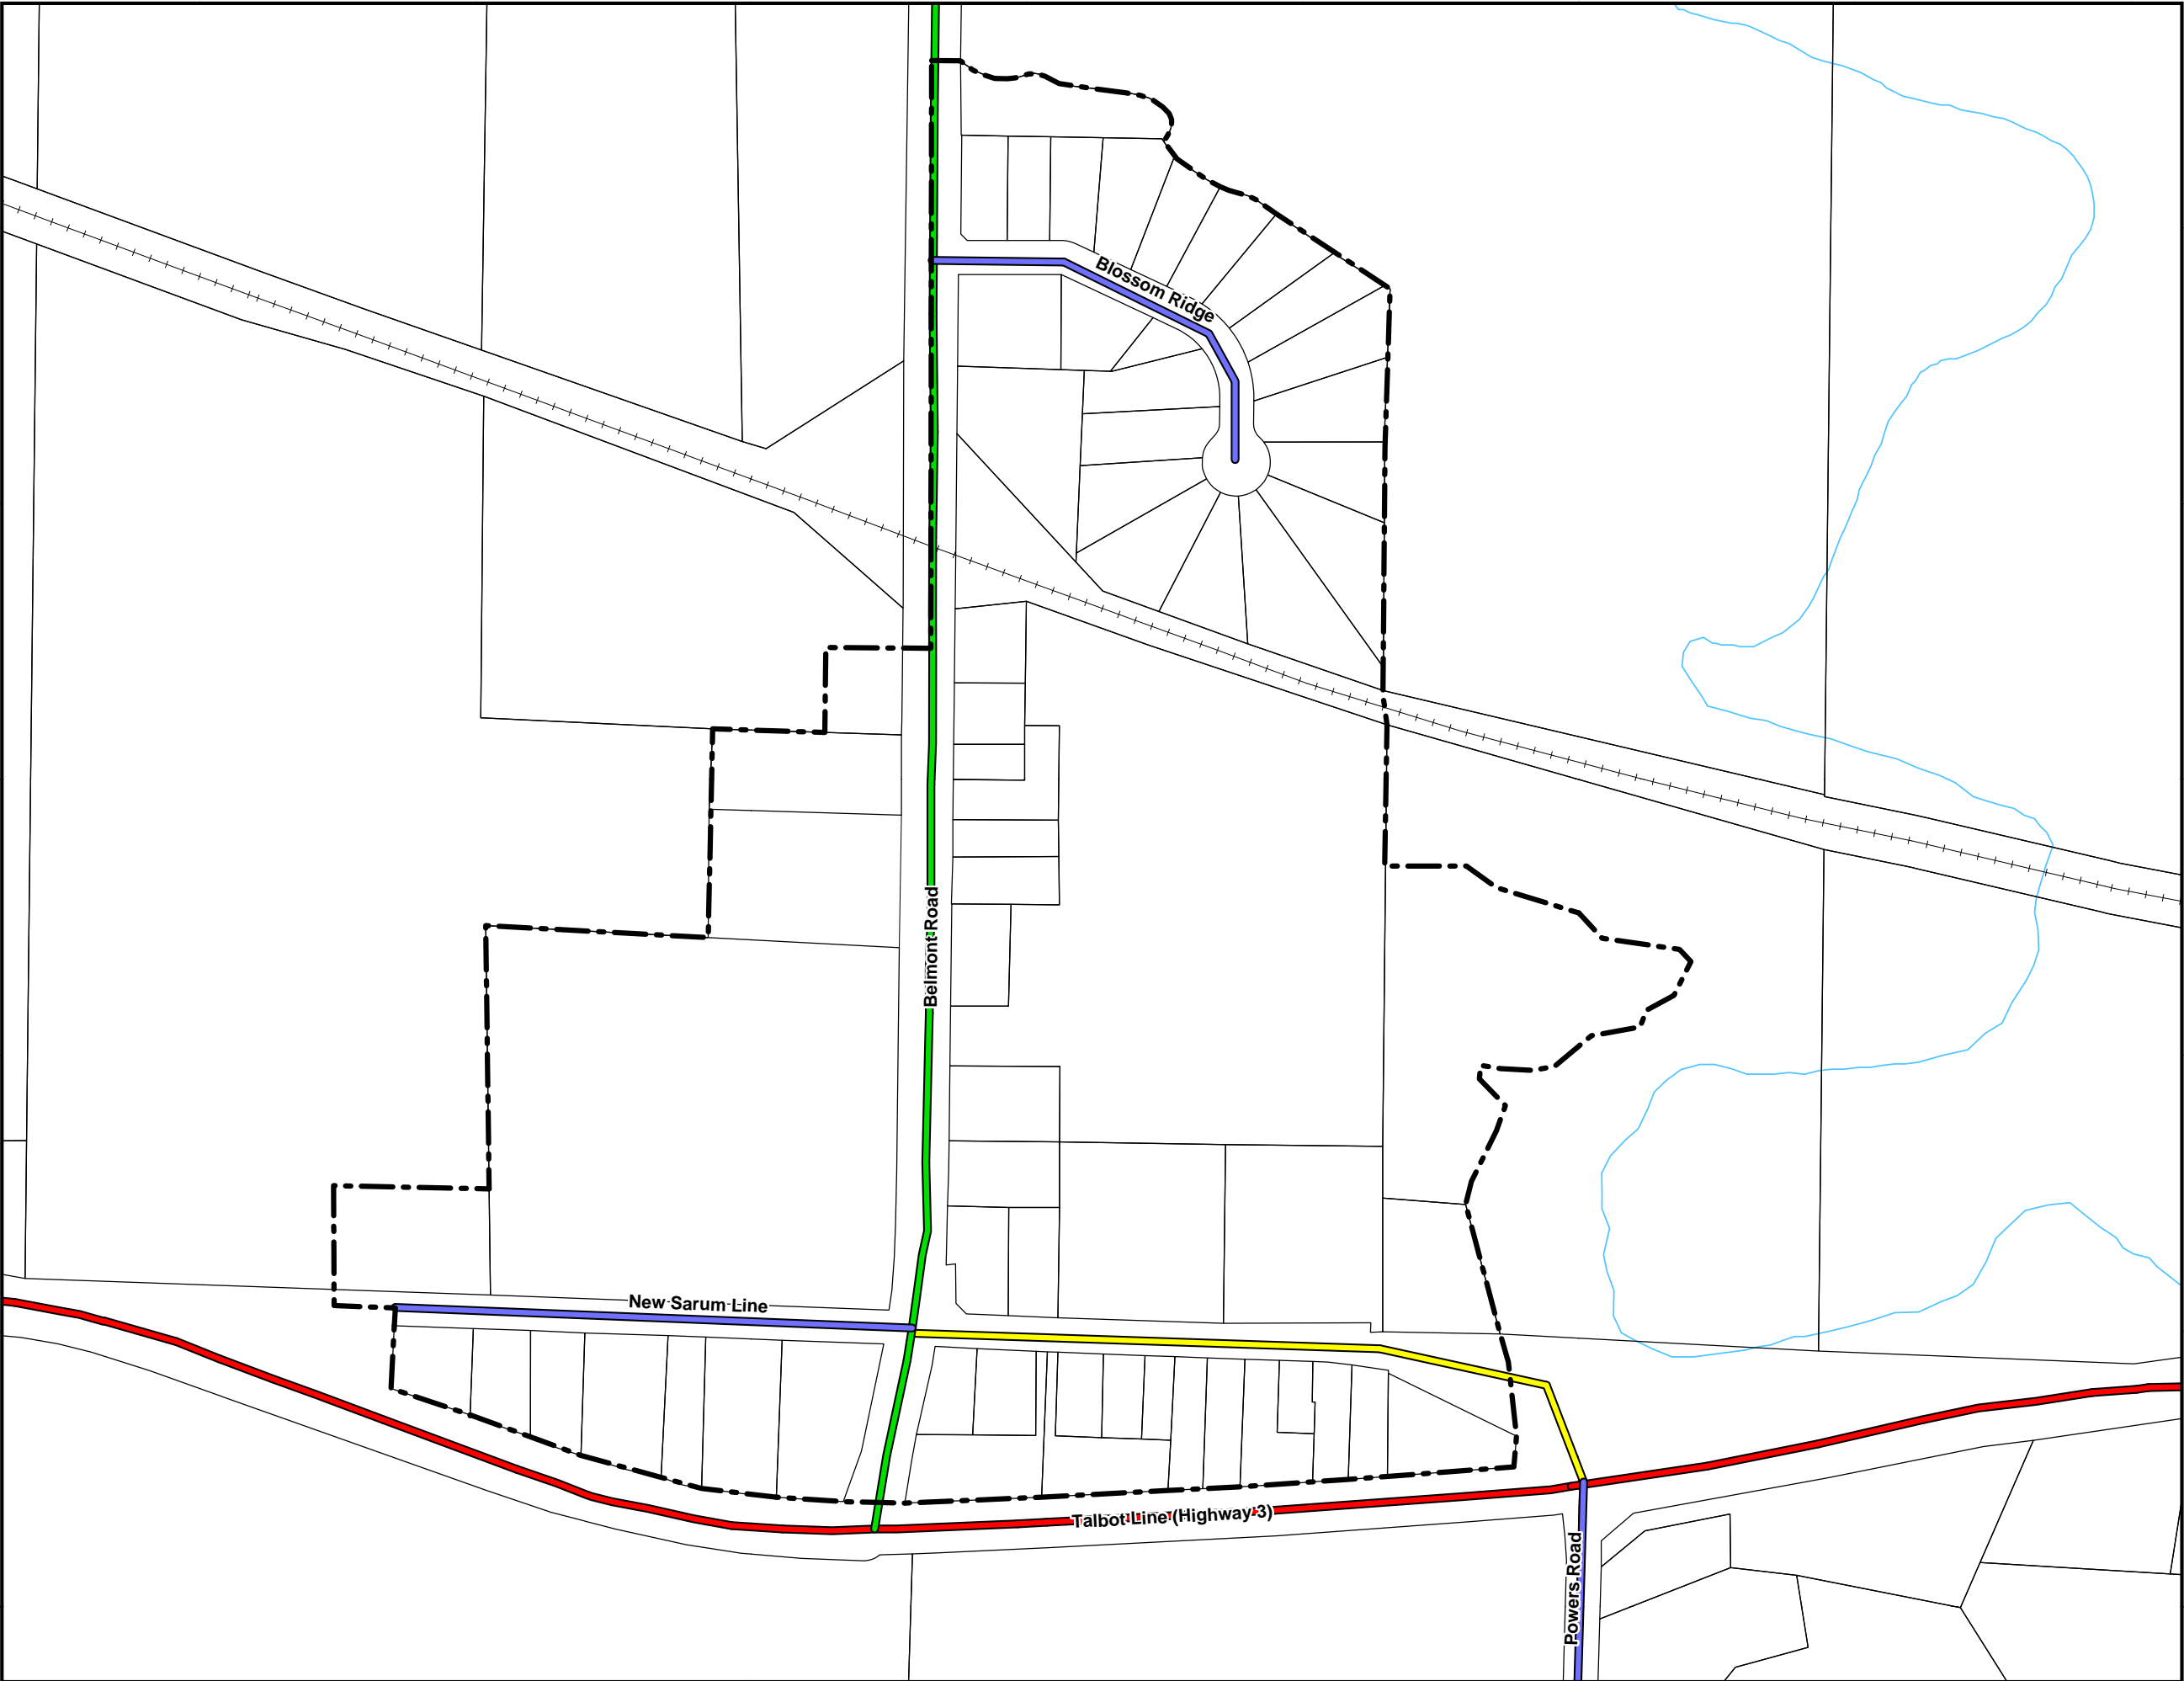 Blossom Ridge
Belmont Road
New Sarum Line
Talbot Line (Highway 3)
Powers Road